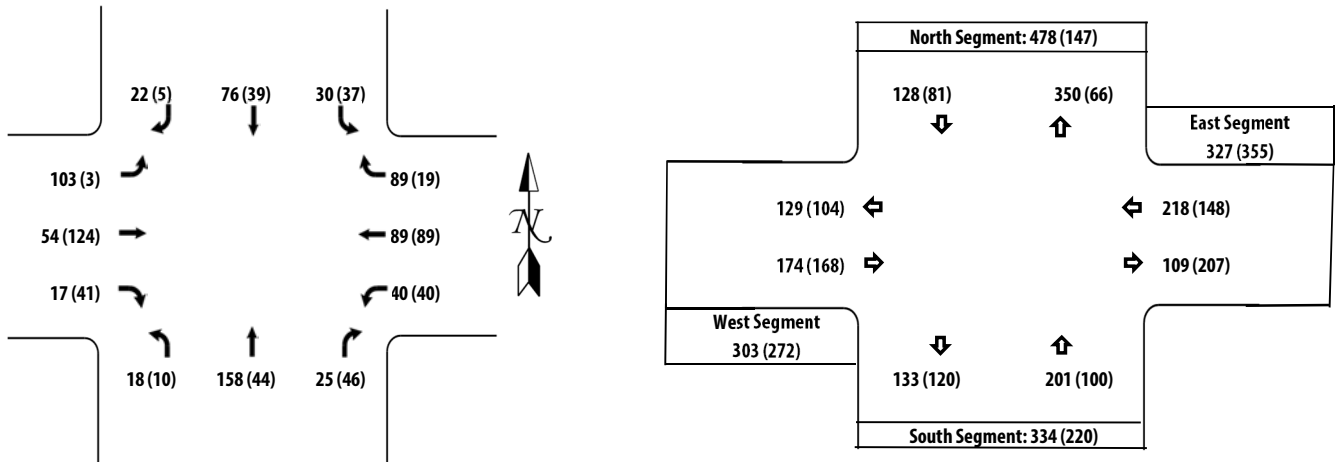 22 (5) 76 (39) 30 (37)
103 (3) 89 (19)
54 (124) 89 (89)
17 (41) 40 (40)
18 (10) 158 (44) 25 (46)
N
North Segment: 478 (147)
128 (81) 350 (66)
East Segment
327 (355)
129 (104) 218 (148)
174 (168) 109 (207)
West Segment
303 (272)
133 (120) 201 (100)
South Segment: 334 (220)